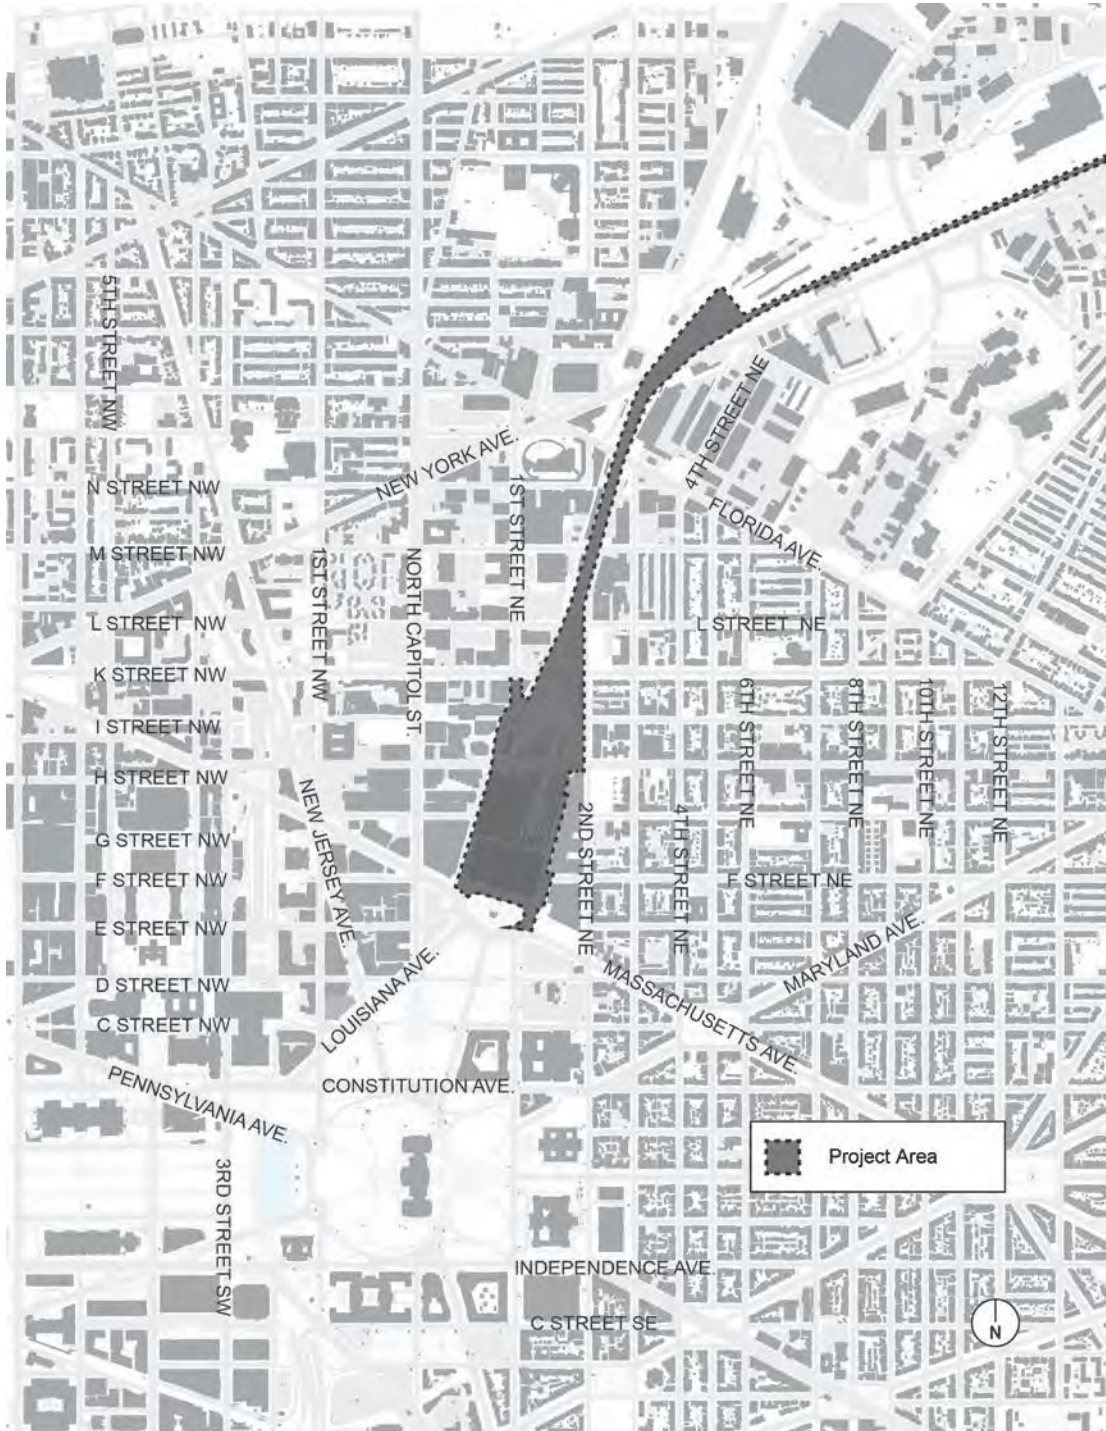 5TH STREET NW
4TH STREET NE
NEW YORK AVE.
N STREET NW
1ST STREET NE
FLORIDA AVE.
M STREET NW
1ST STREET NW
NORTH CAPITOL ST.
L STREET NW
L STREET NE
K STREET NW
6TH STREET NE
8TH STREET NE
10TH STREET NE
12TH STREET NE
I STREET NW
H STREET NW
NEW JERSEY AVE.
2ND STREET NE
4TH STREET NE
G STREET NW
F STREET NW
F STREET NE
E STREET NW
MARYLAND AVE.
LOUISIANA AVE.
MASSACHUSETTS AVE.
D STREET NW
C STREET NW
PENNSYLVANIA AVE.
CONSTITUTION AVE.
Project Area
3RD STREET SW
INDEPENDENCE AVE.
C STREET SE
N